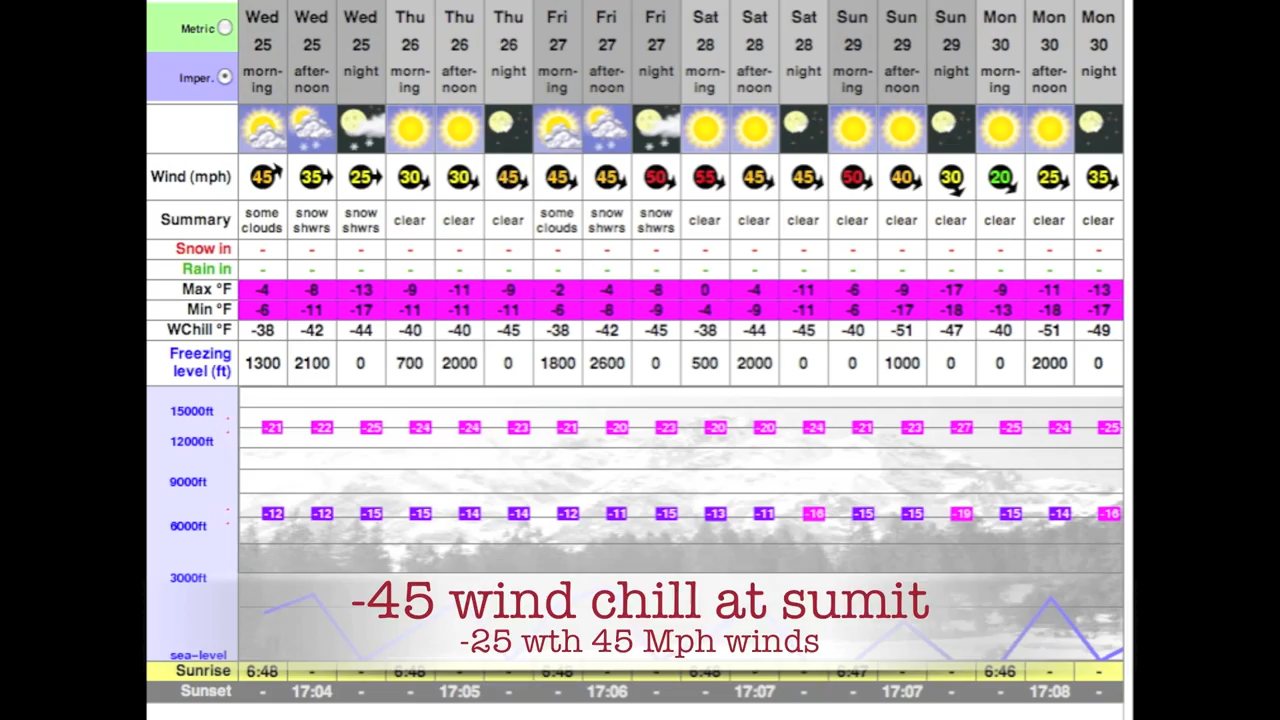 Metric Wed Wed Wed Thu Thu Thu Fri Fri Fri Sat Sat Sat Sun Sun Sun Mon Mon Mon
25 25 25 26 26 26 27 27 27 28 28 28 29 29 29 30 30 30
Imper. morn- after- night morn- after- night morn- after- night morn- after- night morn- after- night morn- after- night
ing noon ing noon ing noon ing noon ing noon ing noon
Wind (mph) 45 35 25 30 30 45 45 45 50 55 45 45 50 40 30 20 25 35
Summary some clouds snow shwrs snow shwrs clear clear clear some clouds snow shwrs snow shwrs clear clear clear clear clear clear clear clear clear
Snow in - - - - - - - - - - - - - - - - - -
Rain in - - - - - - - - - - - - - - - - - -
Max °F -4 -8 -13 -9 -11 -9 -2 -4 -8 0 -4 -11 -6 -9 -17 -9 -11 -13
Min °F -6 -11 -17 -11 -11 -11 -6 -8 -9 -4 -9 -11 -6 -17 -18 -13 -18 -17
WChill °F -38 -42 -44 -40 -40 -45 -38 -42 -45 -38 -44 -45 -40 -51 -47 -40 -51 -49
Freezing level (ft) 1300 2100 0 700 2000 0 1800 2600 0 500 2000 0 0 1000 0 0 2000 0
15000ft
-21 -22 -25 -24 -24 -23 -21 -20 -23 -20 -20 -24 -21 -23 -27 -25 -24 -25
12000ft
9000ft
-12 -12 -15 -15 -14 -14 -12 -11 -15 -13 -11 -16 -15 -15 -19 -15 -14 -16
6000ft
3000ft
-45 wind chill at sumit
-25 wth 45 Mph winds
sea-level
Sunrise 6:48 - - 6:48 - - 6:48 - - 6:48 - - 6:47 - - 6:46 - -
Sunset - 17:04 - - 17:05 - - 17:06 - - 17:07 - - 17:07 - - 17:08 -